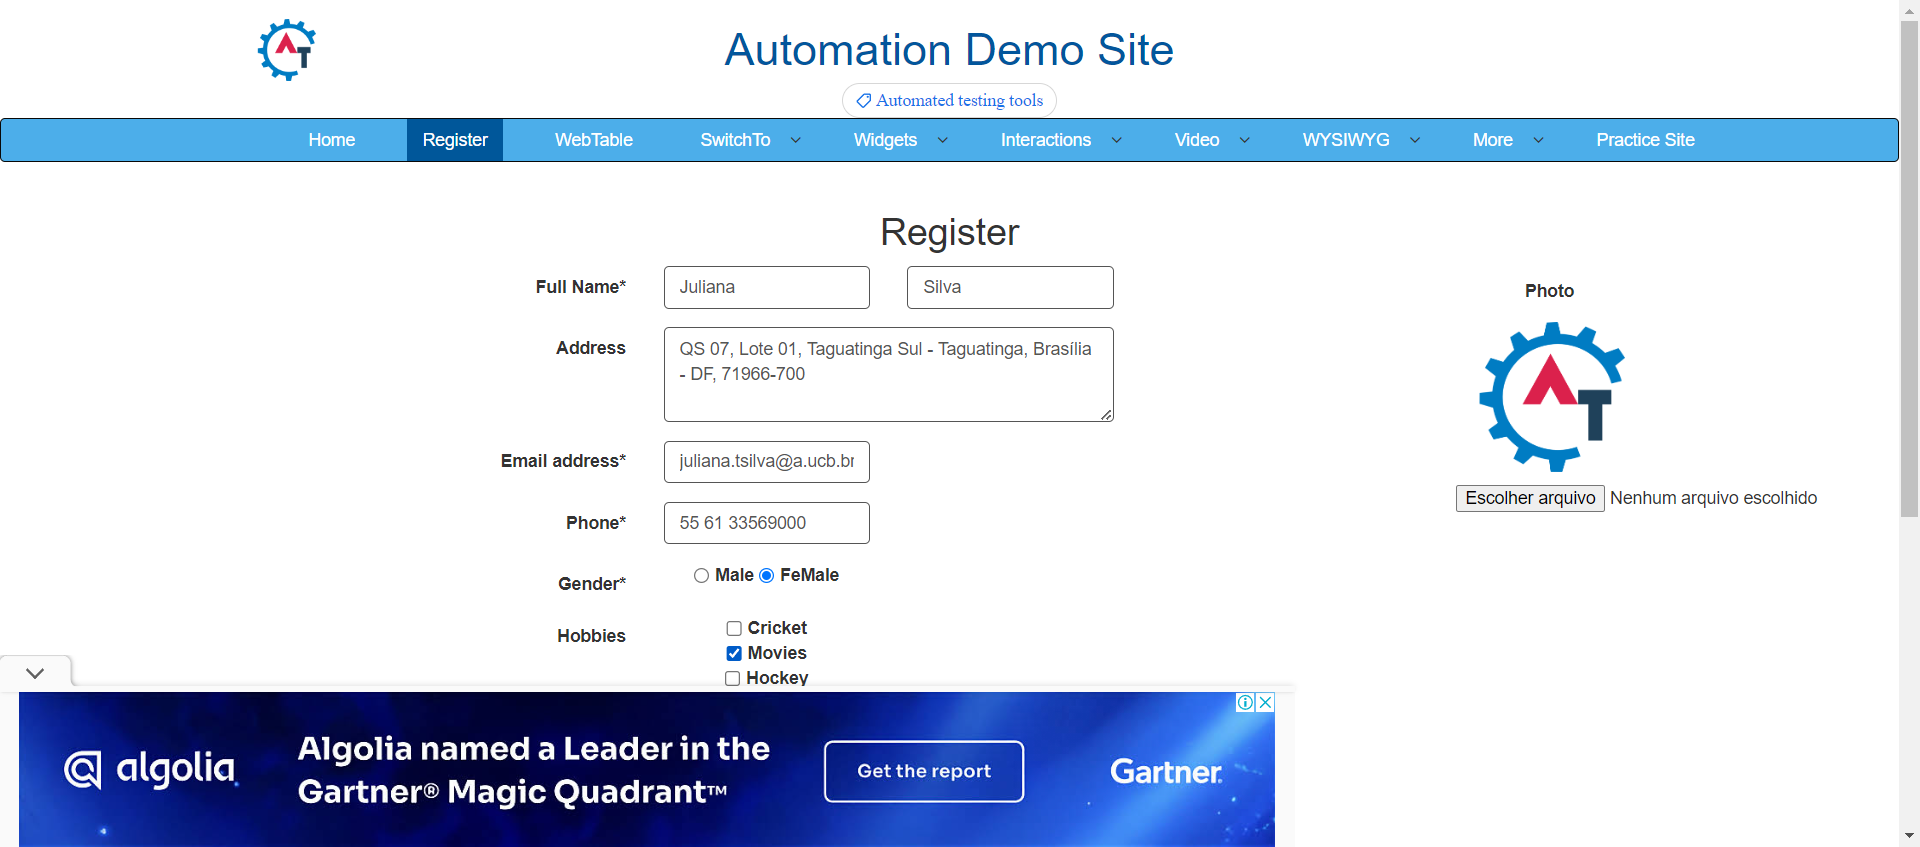 AT
Automation Demo Site
Automated testing tools
Home Register WebTable SwitchTo Widgets Interactions Video WYSIWYG More Practice Site
Register
Full Name* Juliana Silva
Photo
Address QS 07, Lote 01, Taguatinga Sul - Taguatinga, Brasília
- DF, 71966-700
AT
Email address* juliana.tsilva@a.ucb.br
Escolher arquivo Nenhum arquivo escolhido
Phone* 55 61 33569000
Gender* Male FeMale
Hobbies Cricket
Movies
Hockey
algolia
Algolia named a Leader in the
Gartner® Magic Quadrant™
Get the report
Gartner